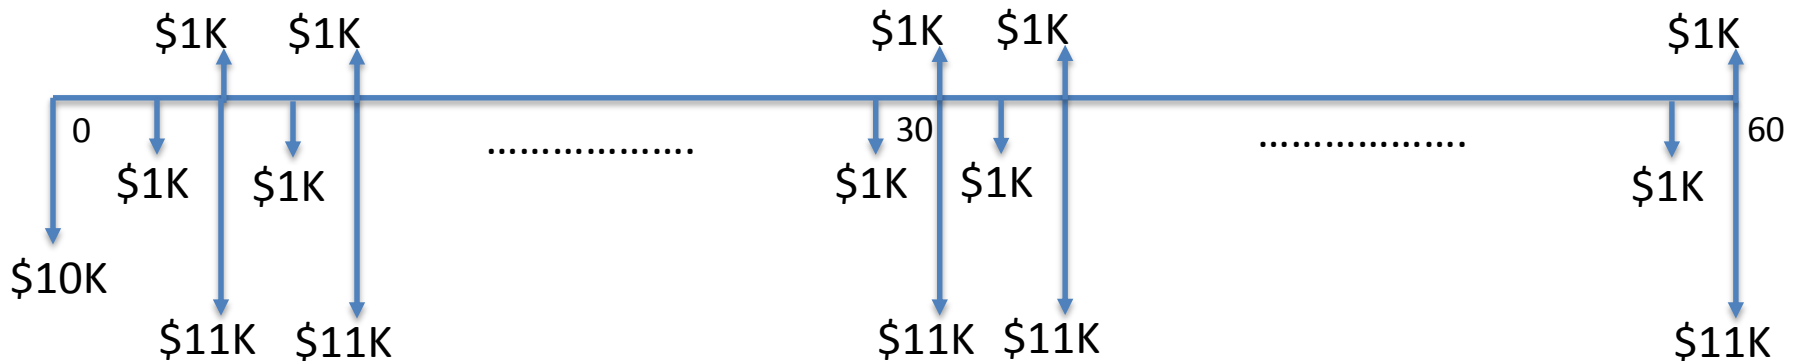 $1K $1K $1K $1K $1K
0 30 60
……………….. ………………..
$1K $1K $1K $1K $1K
$10K
$11K $11K $11K $11K $11K